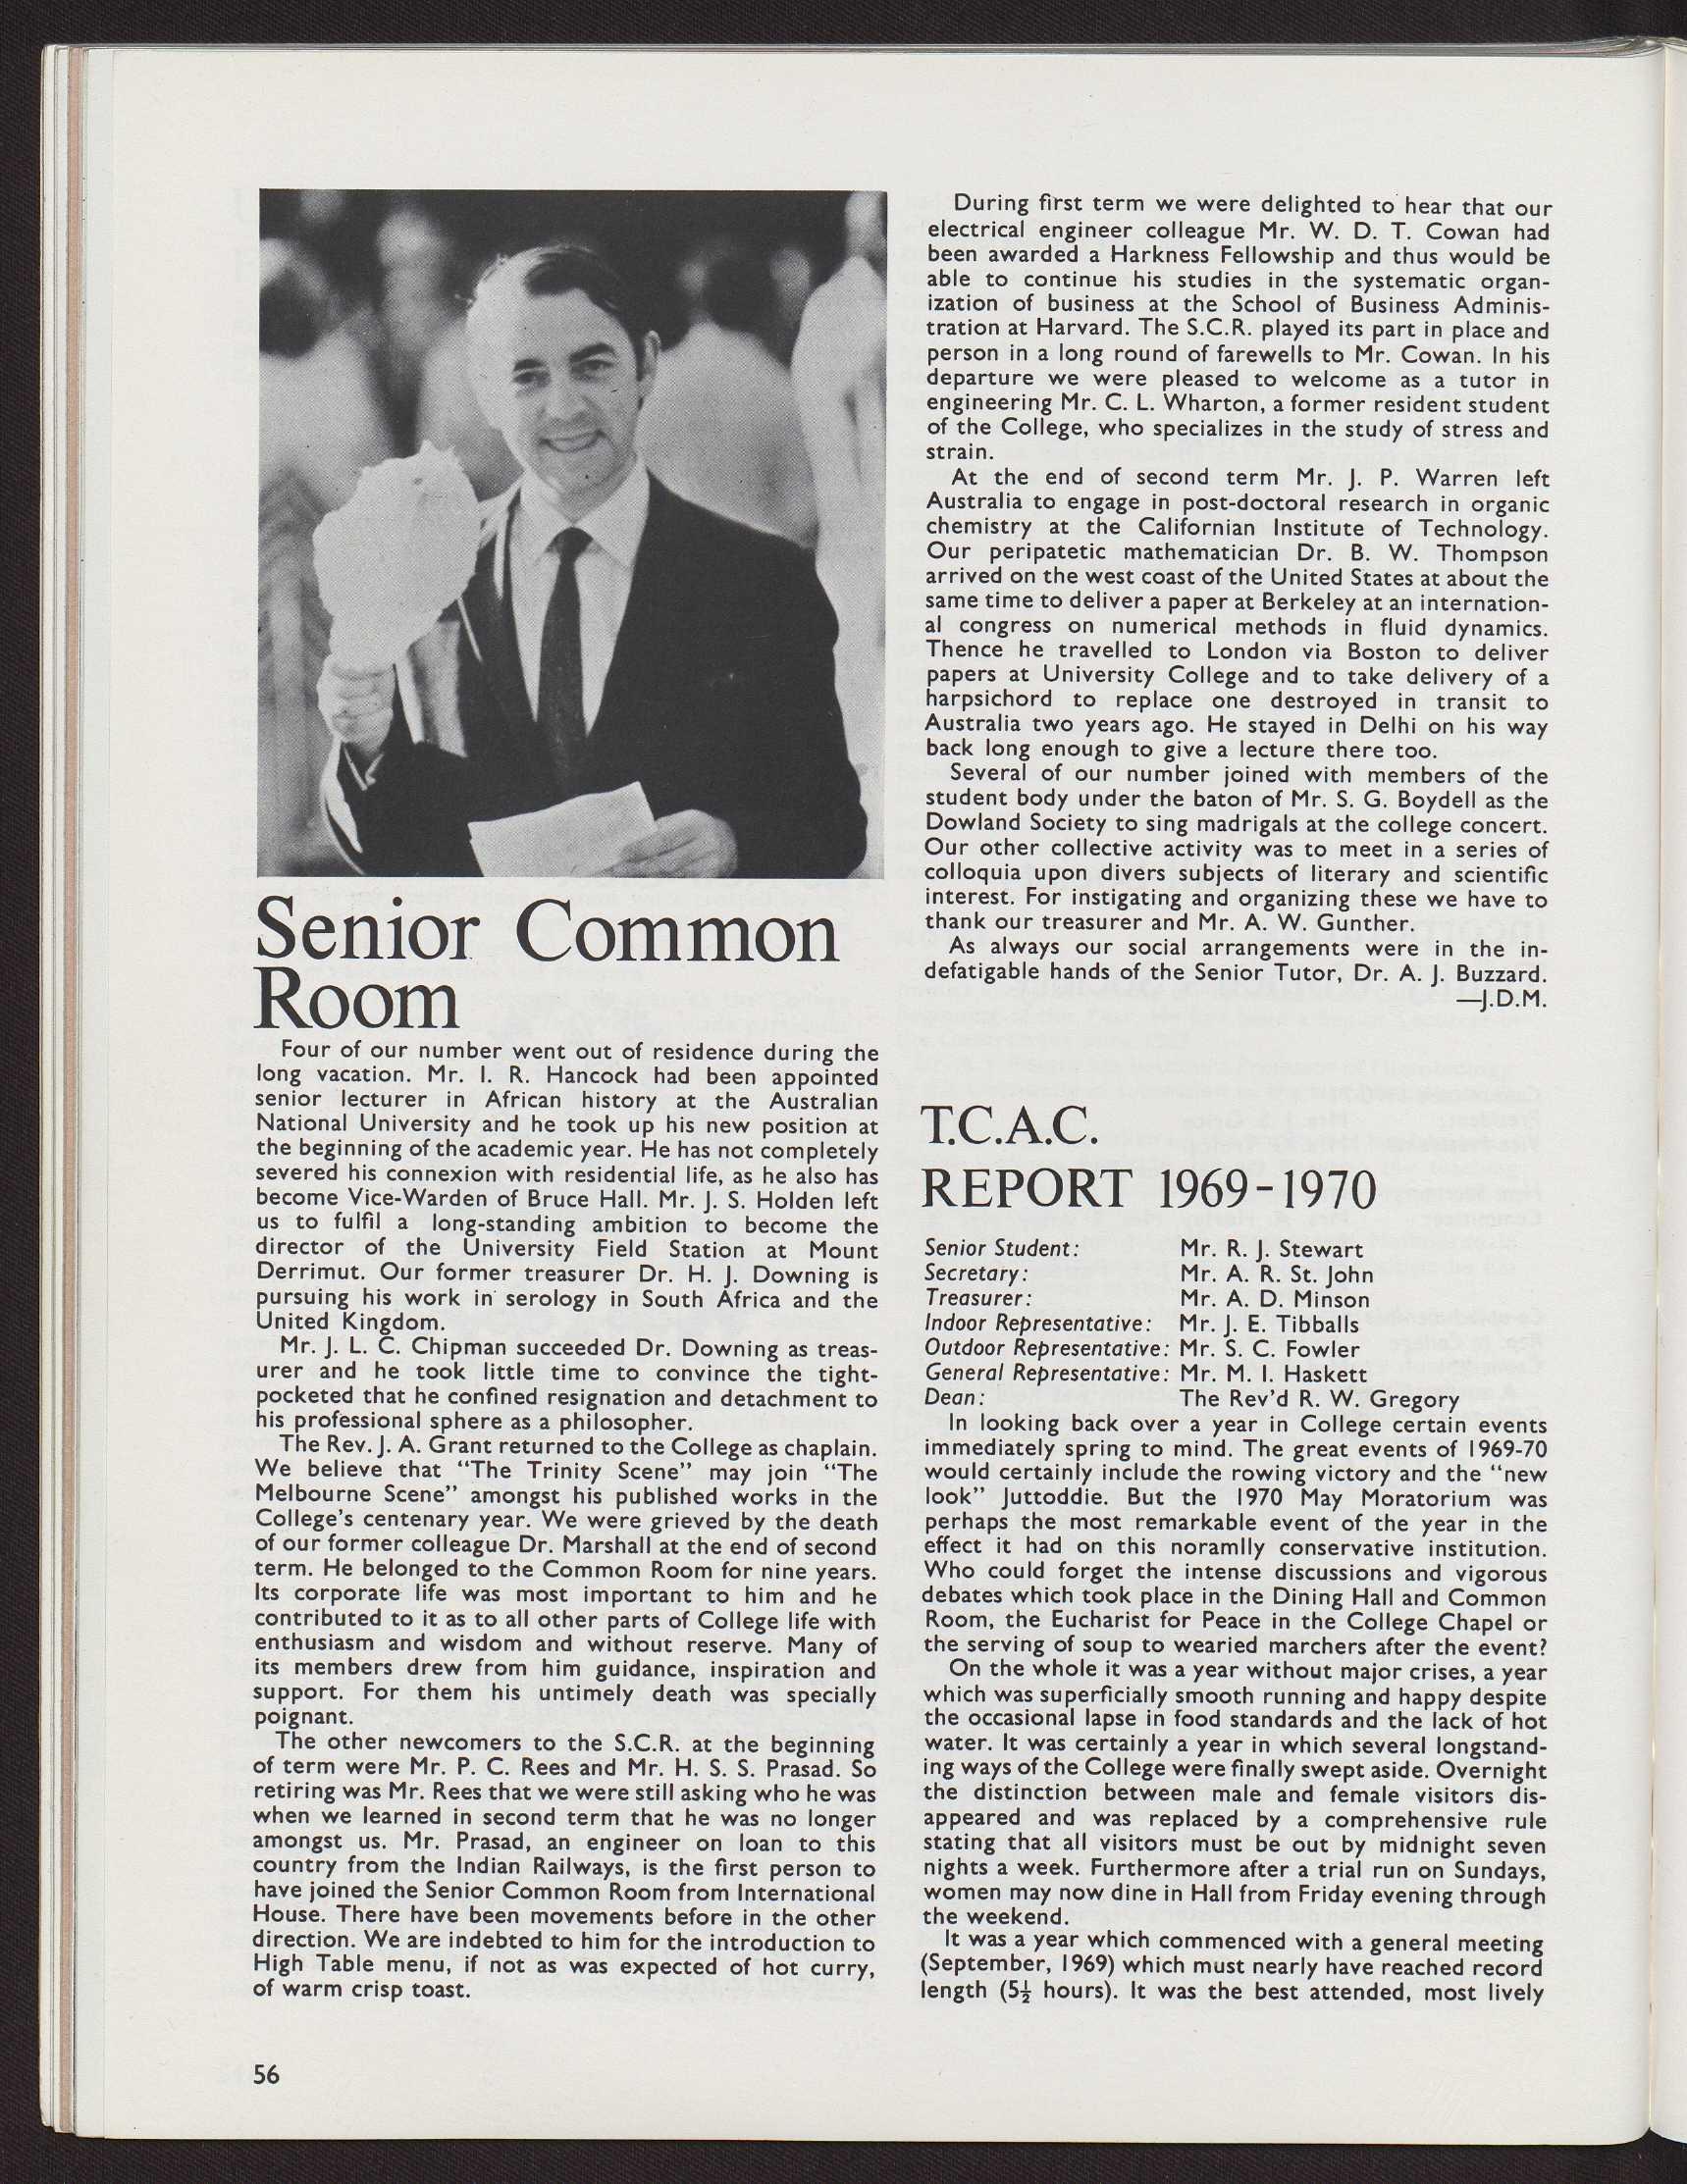 Senior Common
Room
Four of our number went out of residence during the
long vacation. Mr. I. R. Hancock had been appointed
senior lecturer in African history at the Australian
National University and he took up his new position at
the beginning of the academic year. He has not completely
severed his connexion with residential life, as he also has
become Vice-Warden of Bruce Hall. Mr. J. S. Holden left
us to fulfil a long-standing ambition to become the
director of the University Field Station at Mount
Derrimut. Our former treasurer Dr. H. J. Downing is
pursuing his work in serology in South Africa and the
United Kingdom.
Mr. J. L. C. Chipman succeeded Dr. Downing as treas-
urer and he took little time to convince the tight-
pocketed that he confined resignation and detachment to
his professional sphere as a philosopher.
The Rev. J. A. Grant returned to the College as chaplain.
We believe that "The Trinity Scene" may join "The
Melbourne Scene" amongst his published works in the
College's centenary year. We were grieved by the death
of our former colleague Dr. Marshall at the end of second
term. He belonged to the Common Room for nine years.
Its corporate life was most important to him and he
contributed to it as to all other parts of College life with
enthusiasm and wisdom and without reserve. Many of
its members drew from him guidance, inspiration and
support. For them his untimely death was specially
poignant.
The other newcomers to the S.C.R. at the beginning
of term were Mr. P. C. Rees and Mr. H. S. S. Prasad. So
retiring was Mr. Rees that we were still asking who he was
when we learned in second term that he was no longer
amongst us. Mr. Prasad, an engineer on loan to this
country from the Indian Railways, is the first person to
have joined the Senior Common Room from International
House. There have been movements before in the other
direction. We are indebted to him for the introduction to
High Table menu, if not as was expected of hot curry,
of warm crisp toast.
56
During first term we were delighted to hear that our
electrical engineer colleague Mr. W. D. T. Cowan had
been awarded a Harkness Fellowship and thus would be
able to continue his studies in the systematic organ-
ization of business at the School of Business Adminis-
tration at Harvard. The S.C.R. played its part in place and
person in a long round of farewells to Mr. Cowan. In his
departure we were pleased to welcome as a tutor in
engineering Mr. C. L. Wharton, a former resident student
of the College, who specializes in the study of stress and
strain.
At the end of second term Mr. J. P. Warren left
Australia to engage in post-doctoral research in organic
chemistry at the Californian Institute of Technology.
Our peripatetic mathematician Dr. B. W. Thompson
arrived on the west coast of the United States at about the
same time to deliver a paper at Berkeley at an internation-
al congress on numerical methods in fluid dynamics.
Thence he travelled to London via Boston to deliver
papers at University College and to take delivery of a
harpsichord to replace one destroyed in transit to
Australia two years ago. He stayed in Delhi on his way
back long enough to give a lecture there too.
Several of our number joined with members of the
student body under the baton of Mr. S. G. Boydell as the
Dowland Society to sing madrigals at the college concert.
Our other collective activity was to meet in a series of
colloquia upon divers subjects of literary and scientific
interest. For instigating and organizing these we have to
thank our treasurer and Mr. A. W. Gunther.
As always our social arrangements were in the in-
defatigable hands of the Senior Tutor, Dr. A. J. Buzzard.
—J.D.M.
T.C.A.C.
REPORT 1969-1970
Senior Student: Mr. R. J. Stewart
Secretary: Mr. A. R. St. John
Treasurer: Mr. A. D. Minson
Indoor Representative: Mr. J. E. Tibballs
Outdoor Representative: Mr. S. C. Fowler
General Representative: Mr. M. I. Haskett
Dean: The Rev'd R. W. Gregory
In looking back over a year in College certain events
immediately spring to mind. The great events of 1969-70
would certainly include the rowing victory and the "new
look" Juttoddie. But the 1970 May Moratorium was
perhaps the most remarkable event of the year in the
effect it had on this noramlly conservative institution.
Who could forget the intense discussions and vigorous
debates which took place in the Dining Hall and Common
Room, the Eucharist for Peace in the College Chapel or
the serving of soup to wearied marchers after the event?
On the whole it was a year without major crises, a year
which was superficially smooth running and happy despite
the occasional lapse in food standards and the lack of hot
water. It was certainly a year in which several longstand-
ing ways of the College were finally swept aside. Overnight
the distinction between male and female visitors dis-
appeared and was replaced by a comprehensive rule
stating that all visitors must be out by midnight seven
nights a week. Furthermore after a trial run on Sundays,
women may now dine in Hall from Friday evening through
the weekend.
It was a year which commenced with a general meeting
(September, 1969) which must nearly have reached record
length (5½ hours). It was the best attended, most lively